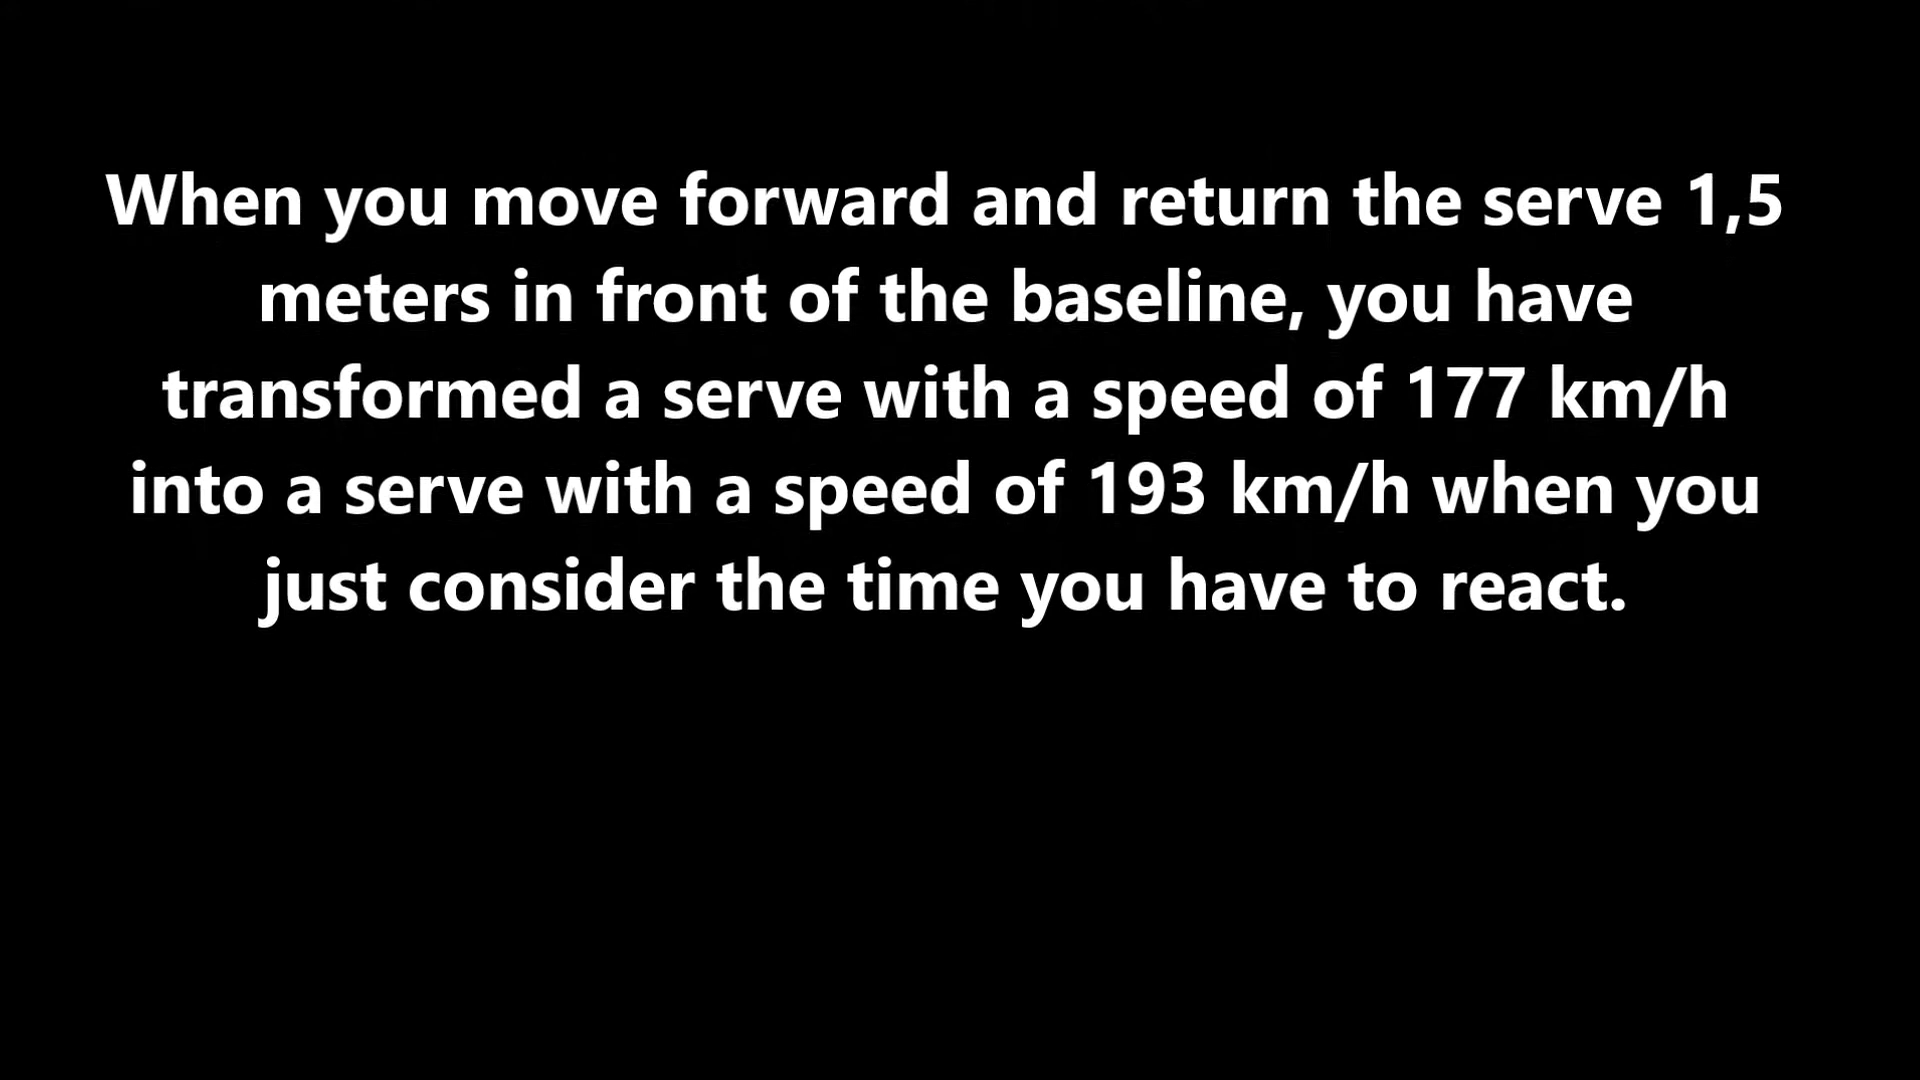 When you move forward and return the serve 1,5
meters in front of the baseline, you have
transformed a serve with a speed of 177 km/h
into a serve with a speed of 193 km/h when you
just consider the time you have to react.